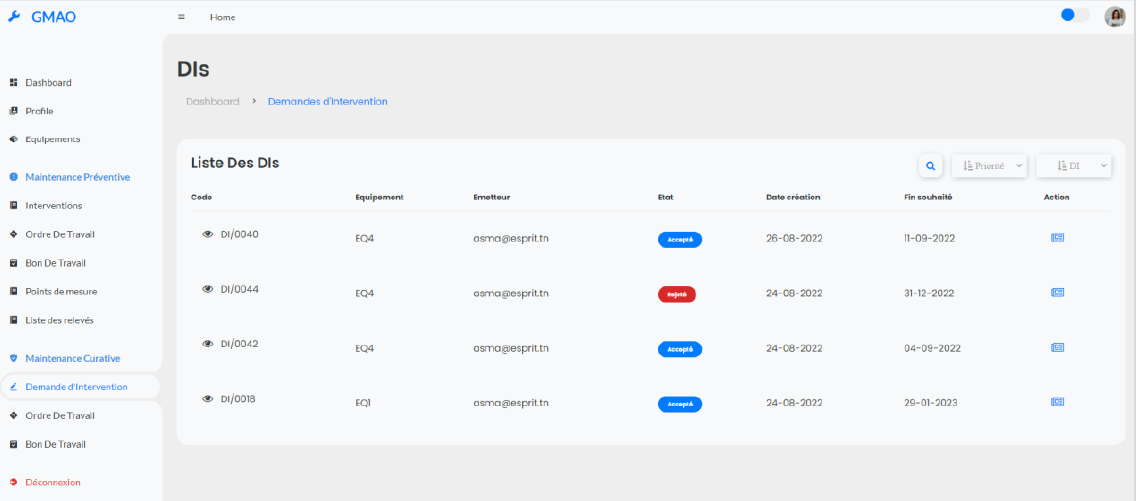 GMAO
Home
Dashboard
Profile
Equipements
Maintenance Préventive
Interventions
Ordre De Travail
Bon De Travail
Points de mesure
Liste des relevés
Maintenance Curative
Demande d'Intervention
Ordre De Travail
Bon De Travail
Déconnexion
DIs
Dashboard > Demandes d'Intervention
Liste Des DIs
Priorité DI
Code Equipement Emetteur Etat Date création Fin souhaité Action
DI/0040 EQ4 asma@esprit.tn Accepté 26-08-2022 11-09-2022
DI/0044 EQ4 asma@esprit.tn Rejeté 24-08-2022 31-12-2022
DI/0042 EQ4 asma@esprit.tn Accepté 24-08-2022 04-09-2022
DI/0018 EQ1 asma@esprit.tn Accepté 24-08-2022 29-01-2023